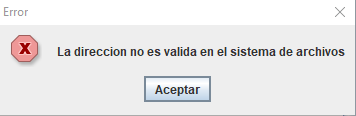 Error
La direccion no es valida en el sistema de archivos
Aceptar